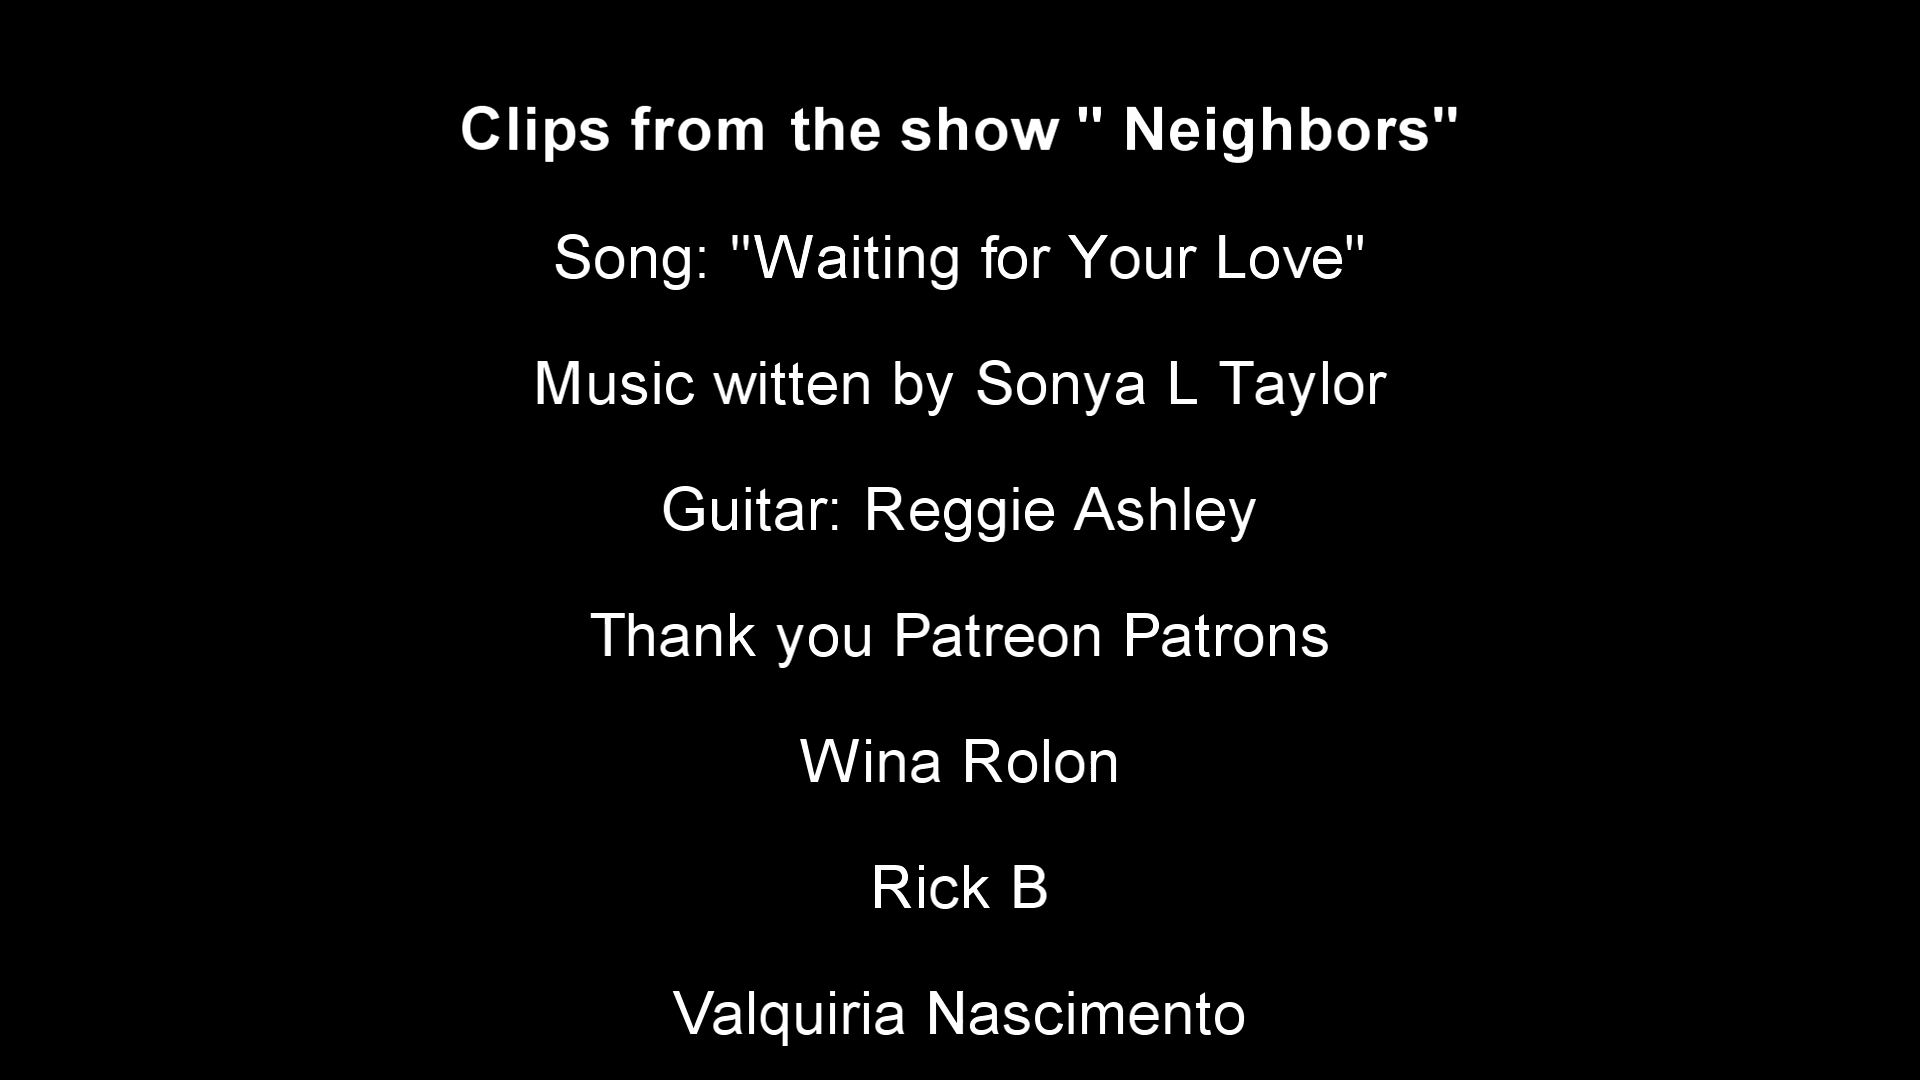 Clips from the show " Neighbors"
Song: "Waiting for Your Love"
Music witten by Sonya L Taylor
Guitar: Reggie Ashley
Thank you Patreon Patrons
Wina Rolon
Rick B
Valquiria Nascimento